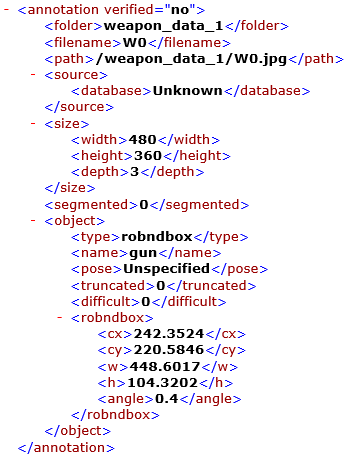 - <annotation verified="no">
<folder>weapon_data_1</folder>
<filename>W0</filename>
<path>/weapon_data_1/W0.jpg</path>
- <source>
<database>Unknown</database>
</source>
- <size>
<width>480</width>
<height>360</height>
<depth>3</depth>
</size>
<segmented>0</segmented>
- <object>
<type>robndbox</type>
<name>gun</name>
<pose>Unspecified</pose>
<truncated>0</truncated>
<difficult>0</difficult>
- <robndbox>
<cx>242.3524</cx>
<cy>220.5846</cy>
<w>448.6017</w>
<h>104.3202</h>
<angle>0.4</angle>
</robndbox>
</object>
</annotation>